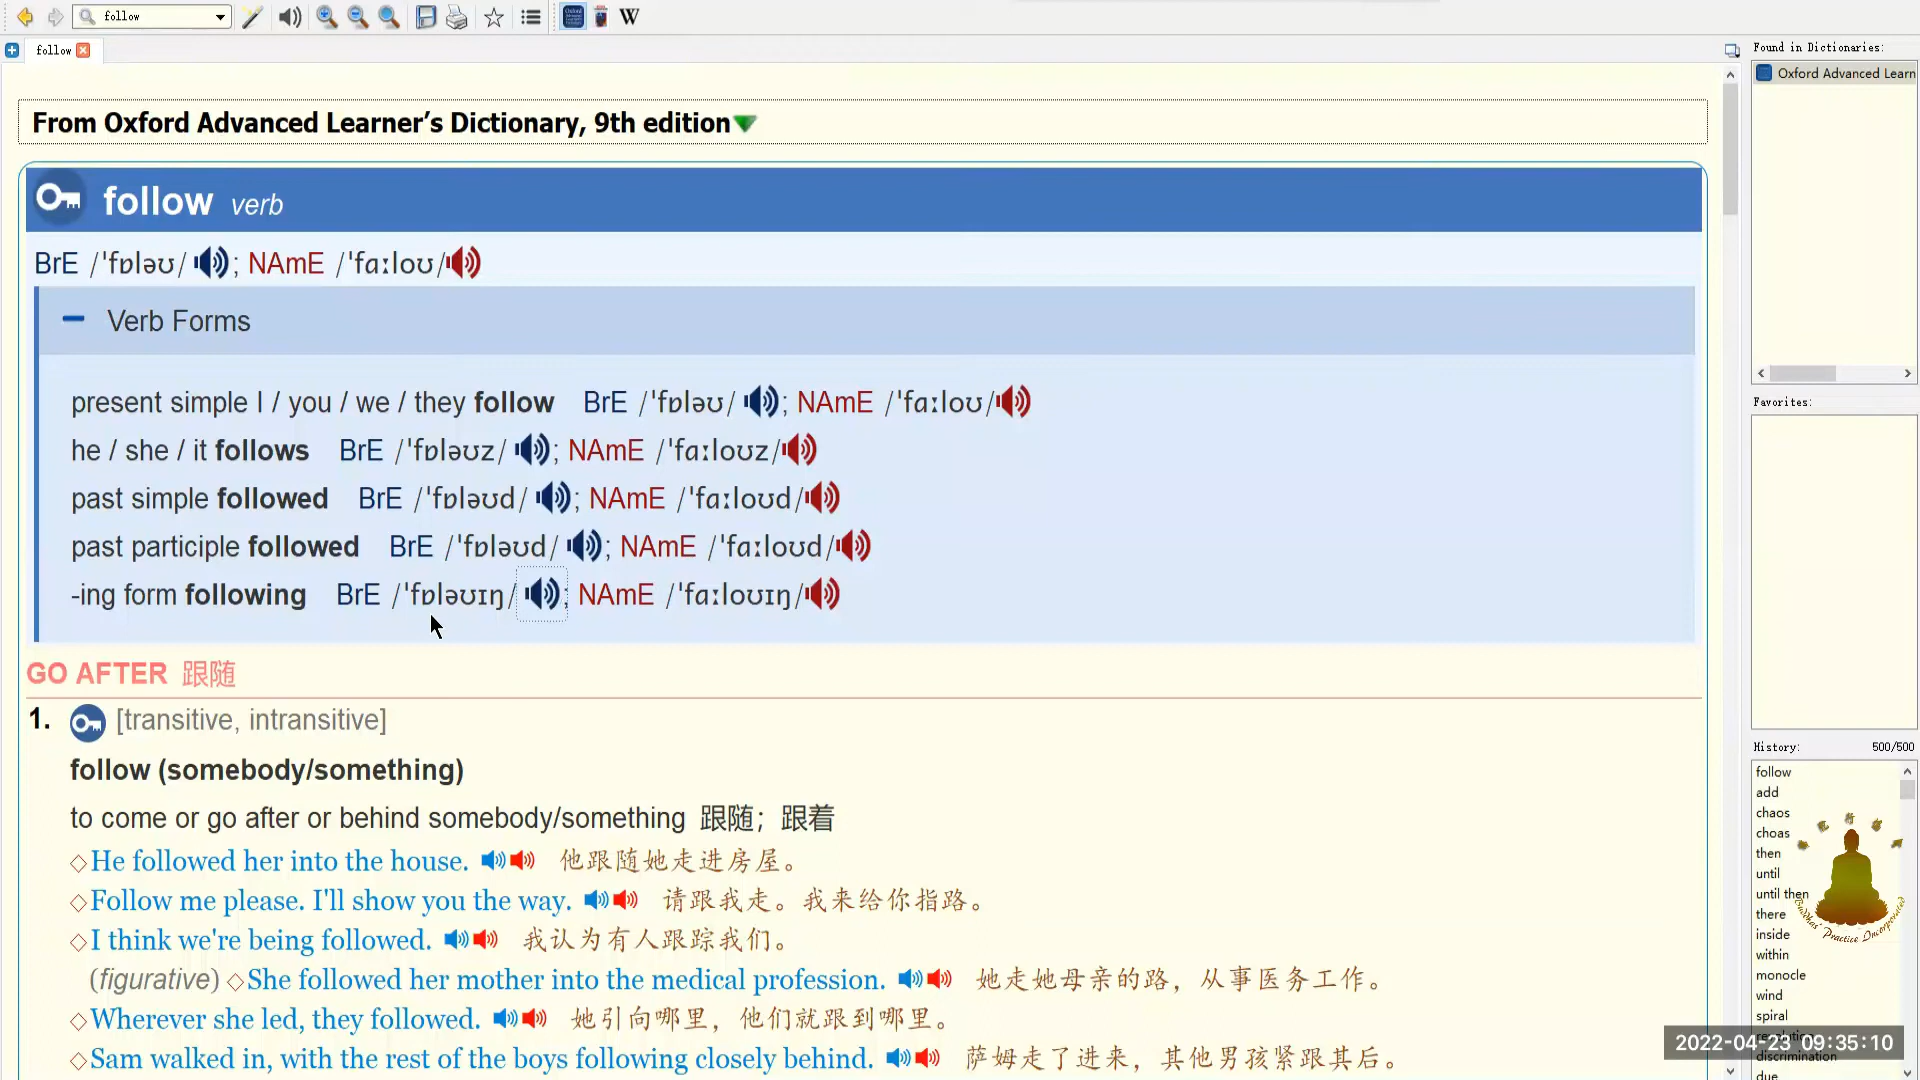 follow
W
follow
Found in Dictionaries:
Oxford Advanced Learn
From Oxford Advanced Learner's Dictionary, 9th edition
follow verb
BrE /ˈfɒləʊ/ ; NAmE /ˈfɑːloʊ/
Verb Forms
present simple I / you / we / they follow BrE /ˈfɒləʊ/ ; NAmE /ˈfɑːloʊ/
he / she / it follows BrE /ˈfɒləʊz/ ; NAmE /ˈfɑːloʊz/
past simple followed BrE /ˈfɒləʊd/ ; NAmE /ˈfɑːloʊd/
past participle followed BrE /ˈfɒləʊd/ ; NAmE /ˈfɑːloʊd/
-ing form following BrE /ˈfɒləʊɪŋ/ ; NAmE /ˈfɑːloʊɪŋ/
GO AFTER 跟随
1. [transitive, intransitive]
follow (somebody/something)
to come or go after or behind somebody/something 跟随；跟着
◇He followed her into the house. 他跟随她走进房屋。
◇Follow me please. I'll show you the way. 请跟我走。我来给你指路。
◇I think we're being followed. 我认为有人跟踪我们。
(figurative) ◇She followed her mother into the medical profession. 她走她母亲的路，从事医务工作。
◇Wherever she led, they followed. 她引向哪里，他们就跟到哪里。
◇Sam walked in, with the rest of the boys following closely behind. 萨姆走了进来，其他男孩紧跟其后。
Favorites:
History: 500/500
follow
add
chaos
choas
then
until
until then
there
inside
within
monocle
wind
spiral
discrimination
due
Buddhas' Practice Incorporated
2022-04-23 09:35:10